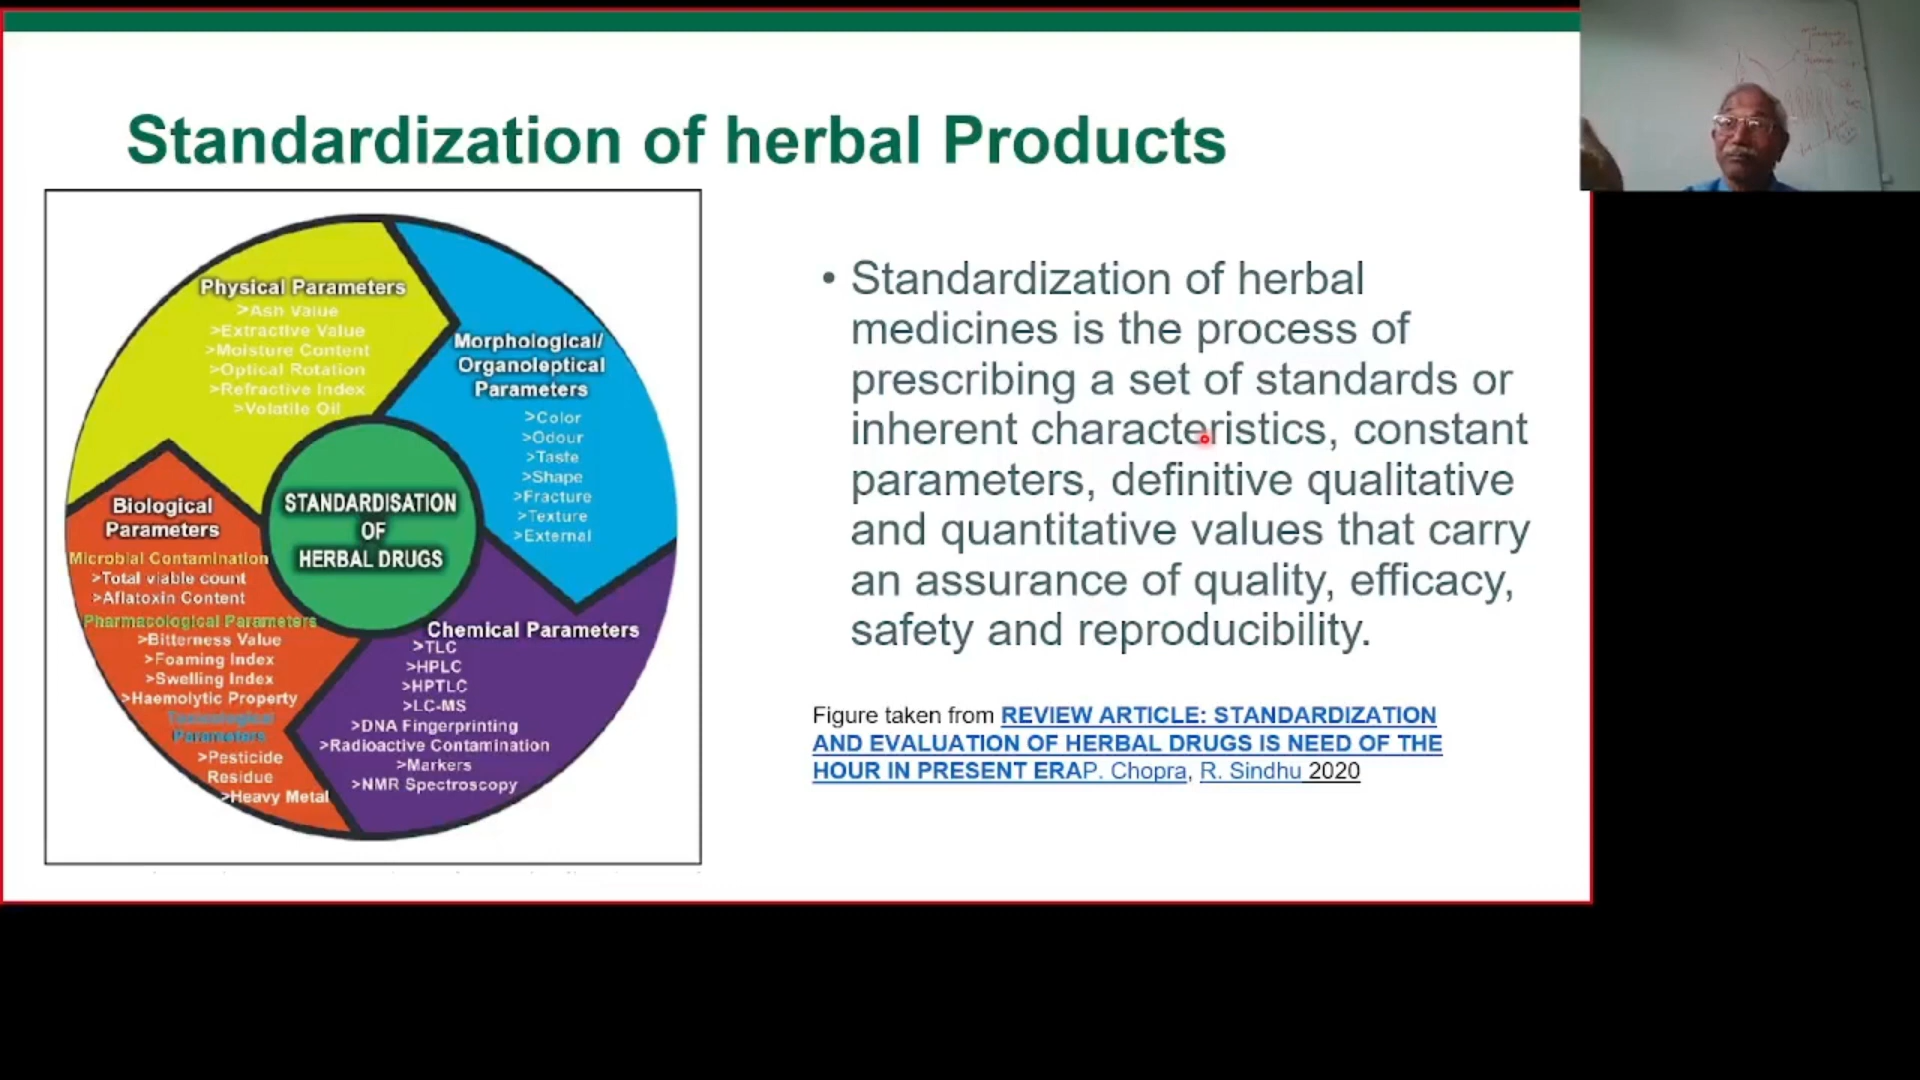 Standardization of herbal Products
Physical Parameters
>Ash Value
>Extractive Value
>Moisture Content
>Optical Rotation
>Refractive Index
>Volatile Oil
Morphological/
Organoleptical
Parameters
>Color
>Odour
>Taste
>Shape
>Fracture
>Texture
>External
STANDARDISATION
OF
HERBAL DRUGS
Biological
Parameters
Microbial Contamination
>Total viable count
>Aflatoxin Content
Pharmacological Parameters
>Bitterness Value
>Foaming Index
>Swelling Index
>Haemolytic Property
Parameters
>Pesticide
Residue
>Heavy Metal
Chemical Parameters
>TLC
>HPLC
>HPTLC
>LC-MS
>DNA Fingerprinting
>Radioactive Contamination
>Markers
>NMR Spectroscopy
• Standardization of herbal
medicines is the process of
prescribing a set of standards or
inherent characteristics, constant
parameters, definitive qualitative
and quantitative values that carry
an assurance of quality, efficacy,
safety and reproducibility.
Figure taken from REVIEW ARTICLE: STANDARDIZATION
AND EVALUATION OF HERBAL DRUGS IS NEED OF THE
HOUR IN PRESENT ERAP. Chopra, R. Sindhu 2020